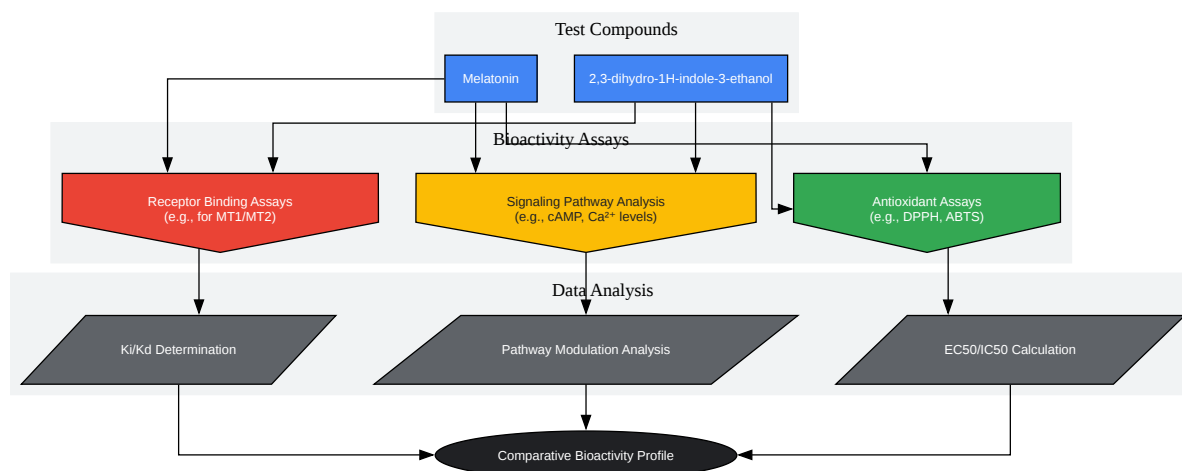 Test Compounds
Melatonin
2,3-dihydro-1H-indole-3-ethanol
Bioactivity Assays
Receptor Binding Assays
(e.g., for MT1/MT2)
Signaling Pathway Analysis
(e.g., cAMP, Ca²⁺ levels)
Antioxidant Assays
(e.g., DPPH, ABTS)
Data Analysis
Ki/Kd Determination
Pathway Modulation Analysis
EC50/IC50 Calculation
Comparative Bioactivity Profile